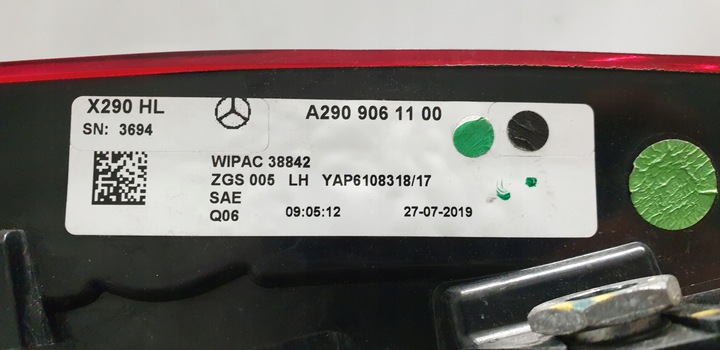 X290 HL A290 906 11 00
SN: 3694
WIPAC 38842
ZGS 005 LH YAP6108318/17
SAE
Q06 09:05:12 27-07-2019